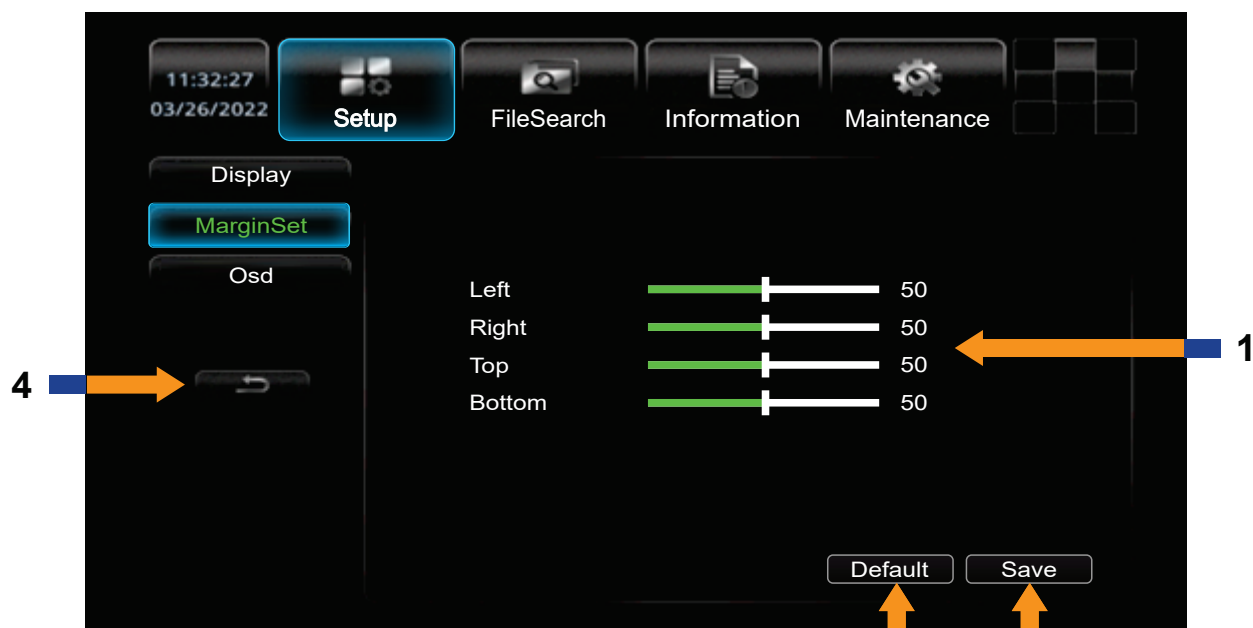 11:32:27
03/26/2022
Setup
FileSearch
Information
Maintenance
Display
MarginSet
Osd
Left 50
Right 50
Top 50
Bottom 50
1
4
Default
Save